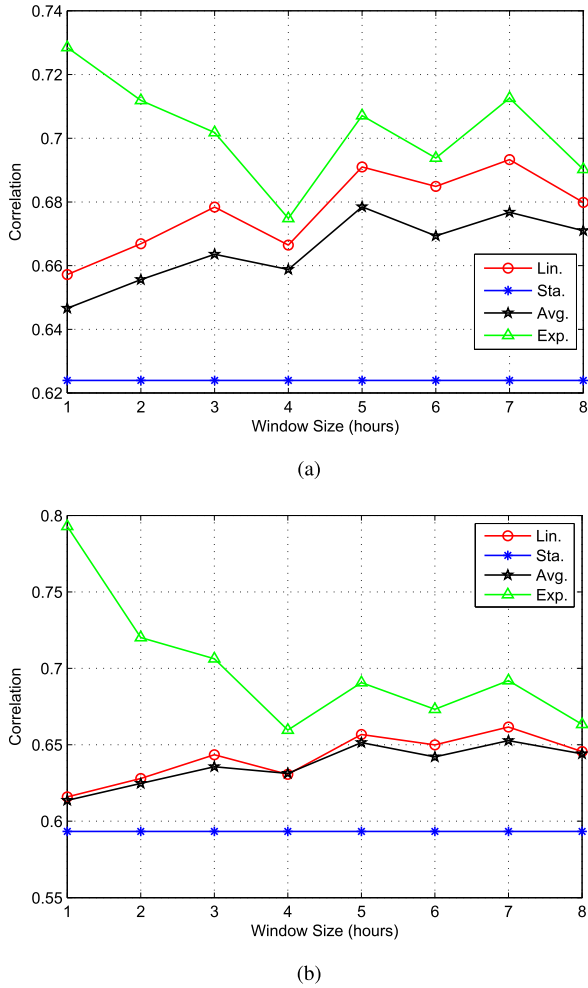 0.74
0.72
0.7
0.68
0.66
0.64
0.62
Correlation
Lin.
Sta.
Avg.
Exp.
1 2 3 4 5 6 7 8
Window Size (hours)
(a)
0.8
0.75
0.7
0.65
0.6
0.55
Correlation
Lin.
Sta.
Avg.
Exp.
1 2 3 4 5 6 7 8
Window Size (hours)
(b)